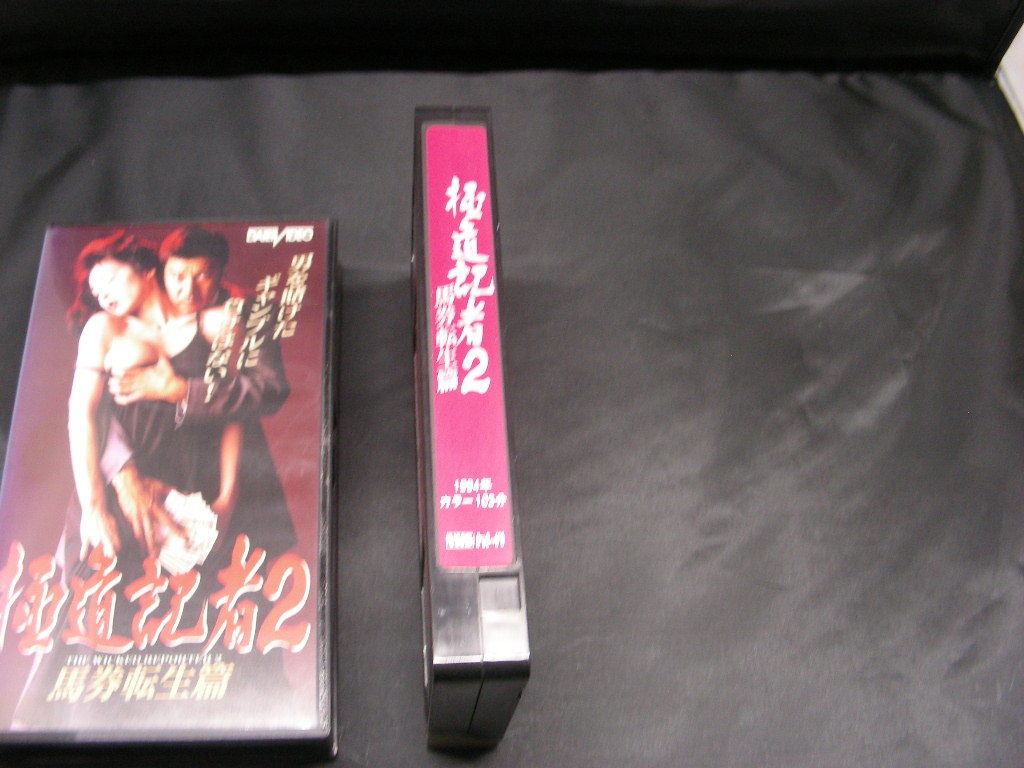 DAIEI VIDEO
男を賭けた
ギャンブルに
極道記者2
THE WICKED REPORTER 2
馬券転生篇
極道記者2
馬券転生篇
1994年
カラー103分